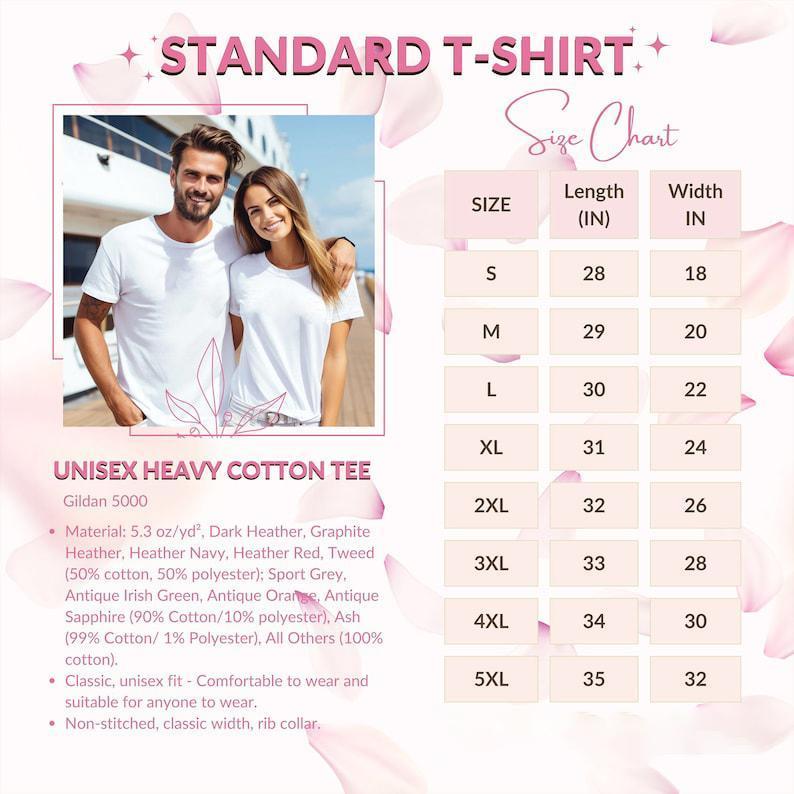 STANDARD T-SHIRT
Size Chart
SIZE Length (IN) Width IN
S 28 18
M 29 20
L 30 22
XL 31 24
2XL 32 26
3XL 33 28
4XL 34 30
5XL 35 32
UNISEX HEAVY COTTON TEE
Gildan 5000
• Material: 5.3 oz/yd², Dark Heather, Graphite
Heather, Heather Navy, Heather Red, Tweed
(50% cotton, 50% polyester); Sport Grey,
Antique Irish Green, Antique Orange, Antique
Sapphire (90% Cotton/10% polyester), Ash
(99% Cotton/ 1% Polyester), All Others (100%
cotton).
• Classic, unisex fit - Comfortable to wear and
suitable for anyone to wear.
• Non-stitched, classic width, rib collar.